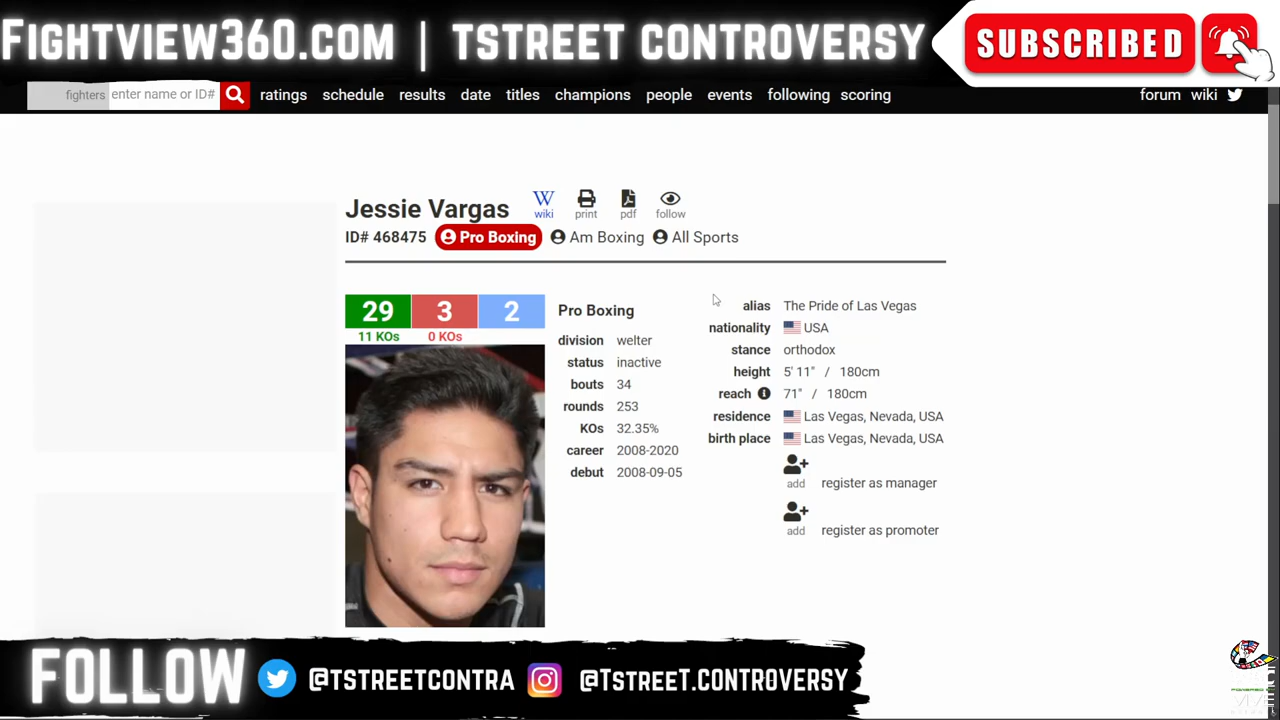 FIGHTVIEW360.COM | TSTREET CONTROVERSY
SUBSCRIBED
fighters enter name or ID# ratings schedule results date titles champions people events following scoring forum wiki
Jessie Vargas
W wiki print pdf follow
ID# 468475 Pro Boxing Am Boxing All Sports
29 3 2
11 KOs 0 KOs
Pro Boxing
division welter
status inactive
bouts 34
rounds 253
KOs 32.35%
career 2008-2020
debut 2008-09-05
alias The Pride of Las Vegas
nationality USA
stance orthodox
height 5' 11" / 180cm
reach 71" / 180cm
residence Las Vegas, Nevada, USA
birth place Las Vegas, Nevada, USA
add register as manager
add register as promoter
FOLLOW @TSTREETCONTRA @TSTREET.CONTROVERSY